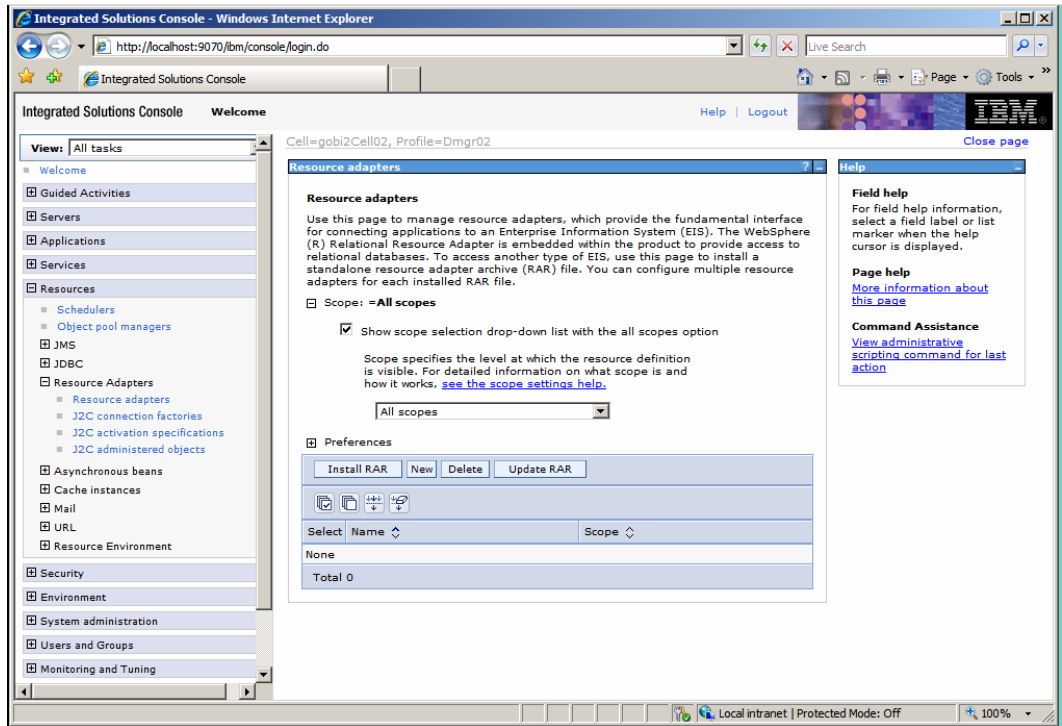 Integrated Solutions Console - Windows Internet Explorer
http://localhost:9070/ibm/console/login.do
Live Search
Integrated Solutions Console
Page
Tools
»
Integrated Solutions Console Welcome
Help | Logout
IBM
View: All tasks
Welcome
Guided Activities
Servers
Applications
Services
Resources
Schedulers
Object pool managers
JMS
JDBC
Resource Adapters
Resource adapters
J2C connection factories
J2C activation specifications
J2C administered objects
Asynchronous beans
Cache instances
Mail
URL
Resource Environment
Security
Environment
System administration
Users and Groups
Monitoring and Tuning
Cell=gobi2Cell02, Profile=Dmgr02
Close page
Resource adapters
Resource adapters
Use this page to manage resource adapters, which provide the fundamental interface
for connecting applications to an Enterprise Information System (EIS). The WebSphere
(R) Relational Resource Adapter is embedded within the product to provide access to
relational databases. To access another type of EIS, use this page to install a
standalone resource adapter archive (RAR) file. You can configure multiple resource
adapters for each installed RAR file.
Scope: =All scopes
Show scope selection drop-down list with the all scopes option
Scope specifies the level at which the resource definition
is visible. For detailed information on what scope is and
how it works, see the scope settings help.
All scopes
Preferences
Install RAR New Delete Update RAR
Select Name Scope
None
Total 0
Help
Field help
For field help information,
select a field label or list
marker when the help
cursor is displayed.
Page help
More information about
this page
Command Assistance
View administrative
scripting command for last
action
Local intranet | Protected Mode: Off
100%